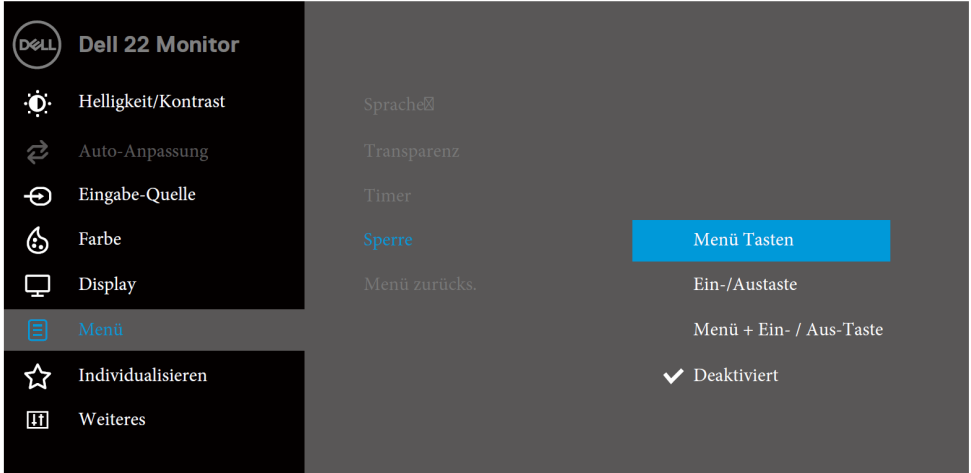 DELL
Dell 22 Monitor
Helligkeit/Kontrast
Auto-Anpassung
Eingabe-Quelle
Farbe
Display
Menü
Individualisieren
Weiteres
Sprache
Transparenz
Timer
Sperre
Menü zurücks.
Menü Tasten
Ein-/Austaste
Menü + Ein- / Aus-Taste
Deaktiviert